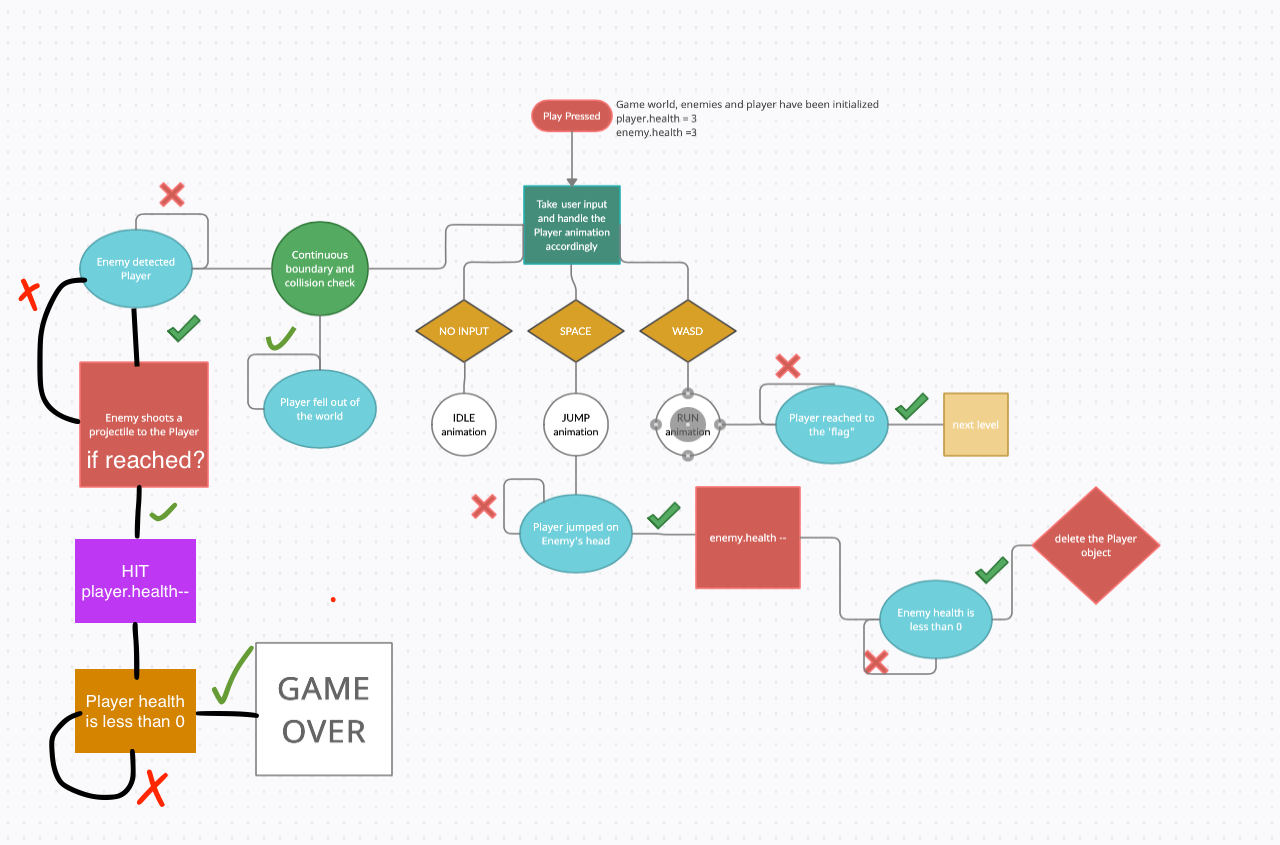 Play Pressed
Game world, enemies and player have been initialized
player.health = 3
enemy.health =3
Take user input
and handle the
Player animation
accordingly
Enemy detected
Player
Continuous
boundary and
collision check
NO INPUT
SPACE
WASD
Enemy shoots a
projectile to the Player
if reached?
Player fell out of
the world
IDLE
animation
JUMP
animation
RUN
animation
Player reached to
the 'flag"
next level
Player jumped on
Enemy's head
enemy.health --
delete the Player
object
HIT
player.health--
Enemy health is
less than 0
Player health
is less than 0
GAME
OVER